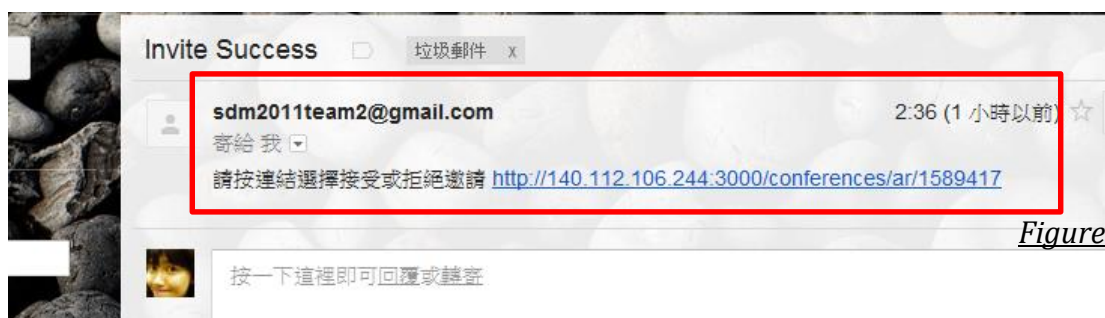 Invite Success 垃圾郵件 x
sdm2011team2@gmail.com 2:36 (1 小時以前)
寄給 我
請按連結選擇接受或拒絕邀請 http://140.112.106.244:3000/conferences/ar/1589417
Figure
按一下這裡即可回覆或轉寄